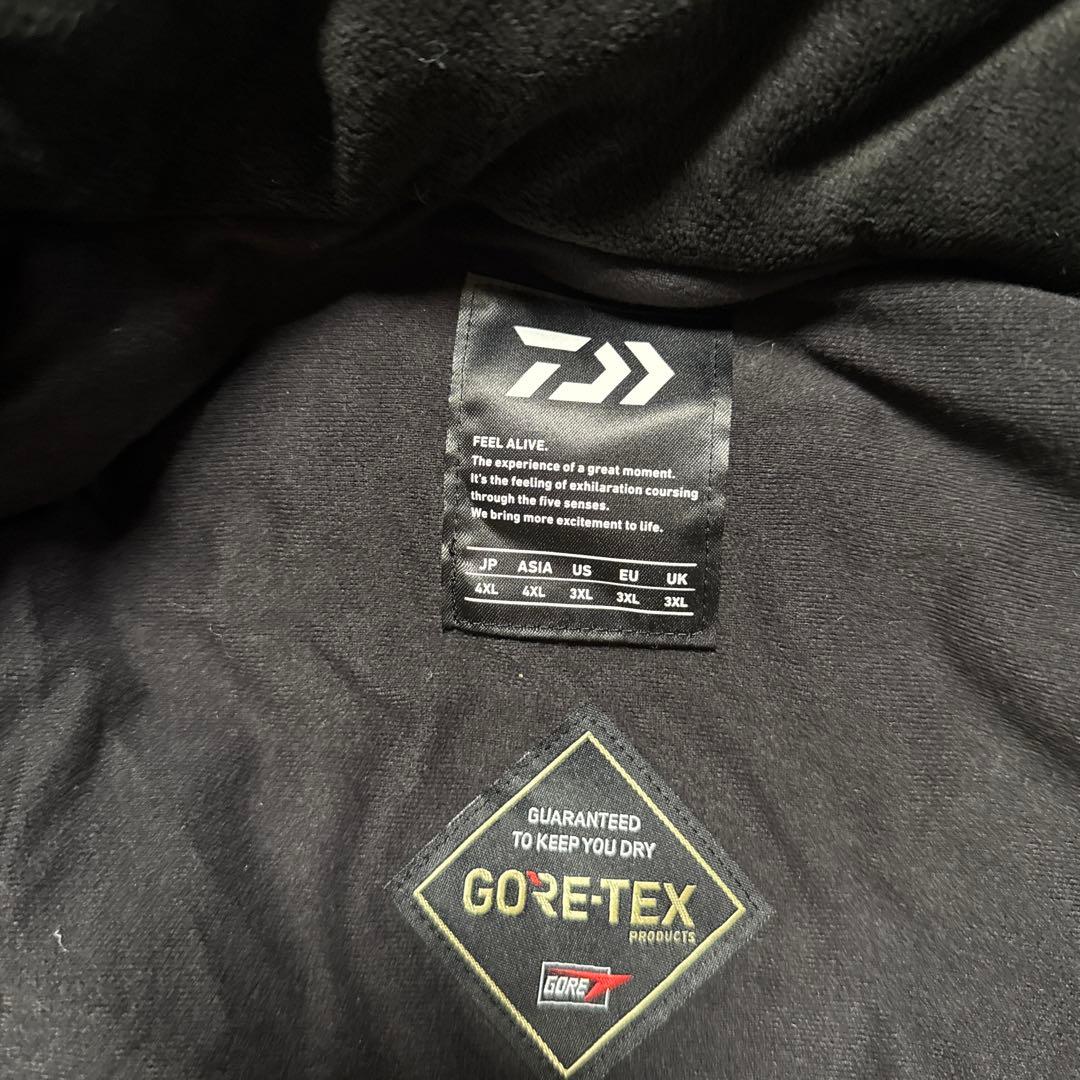 FEEL ALIVE.
The experience of a great moment.
It's the feeling of exhilaration coursing
through the five senses.
We bring more excitement to life.
JP ASIA US EU UK
4XL 4XL 3XL 3XL 3XL
GUARANTEED
TO KEEP YOU DRY
GORE-TEX
PRODUCTS
GORE